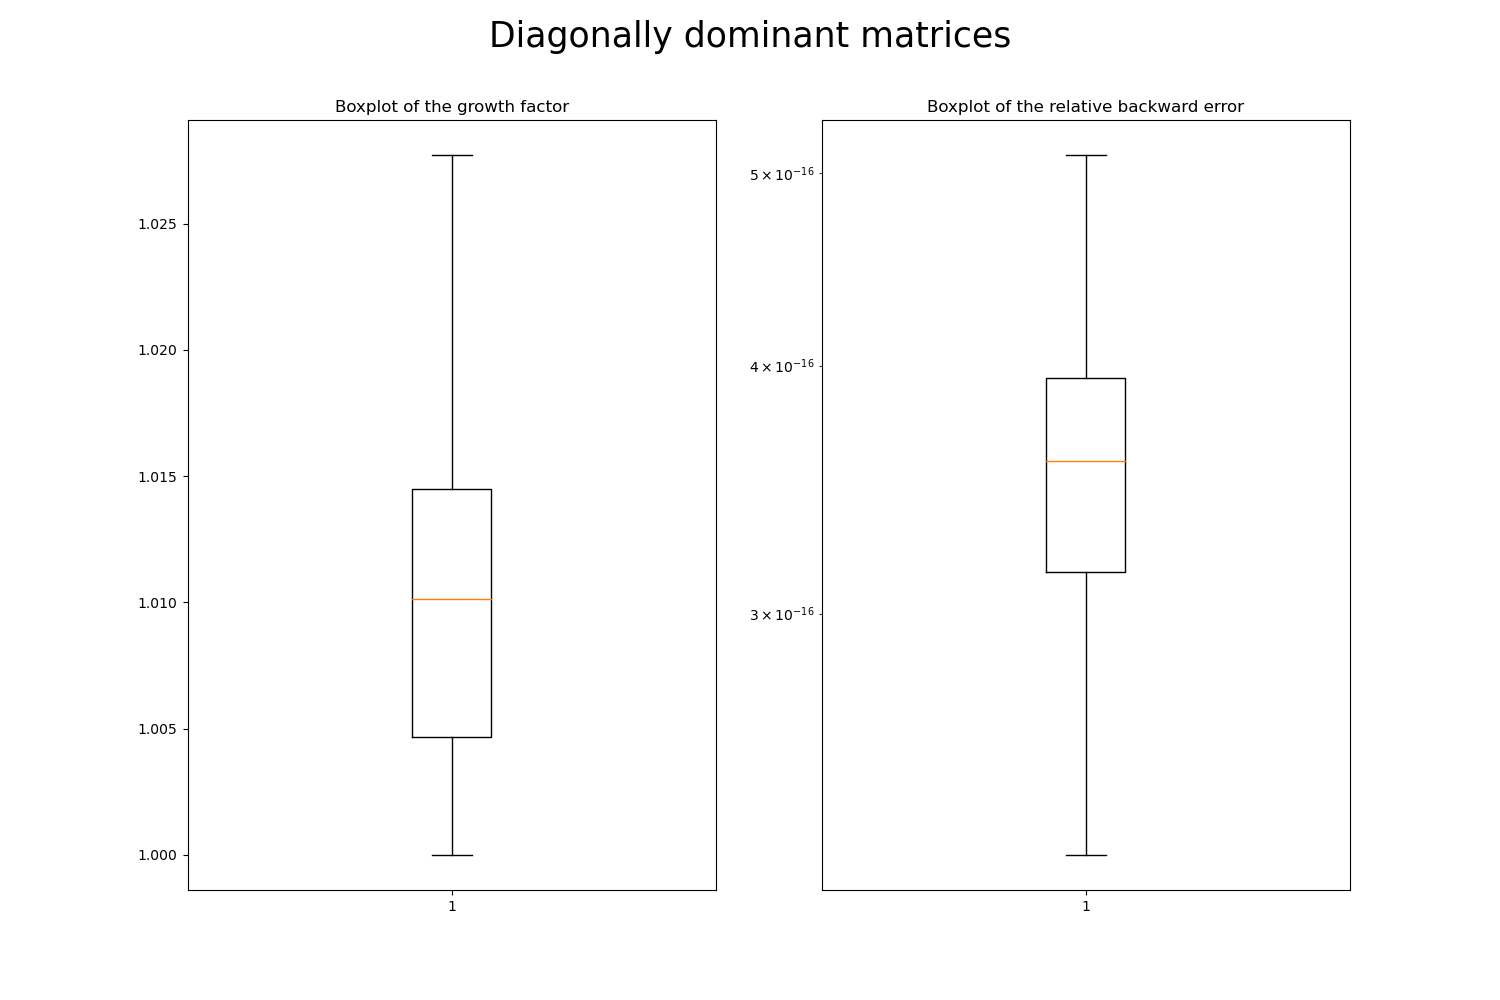 Diagonally dominant matrices
Boxplot of the growth factor
1.025
1.020
1.015
1.010
1.005
1.000
1
Boxplot of the relative backward error
5 × 10⁻¹⁶
4 × 10⁻¹⁶
3 × 10⁻¹⁶
1